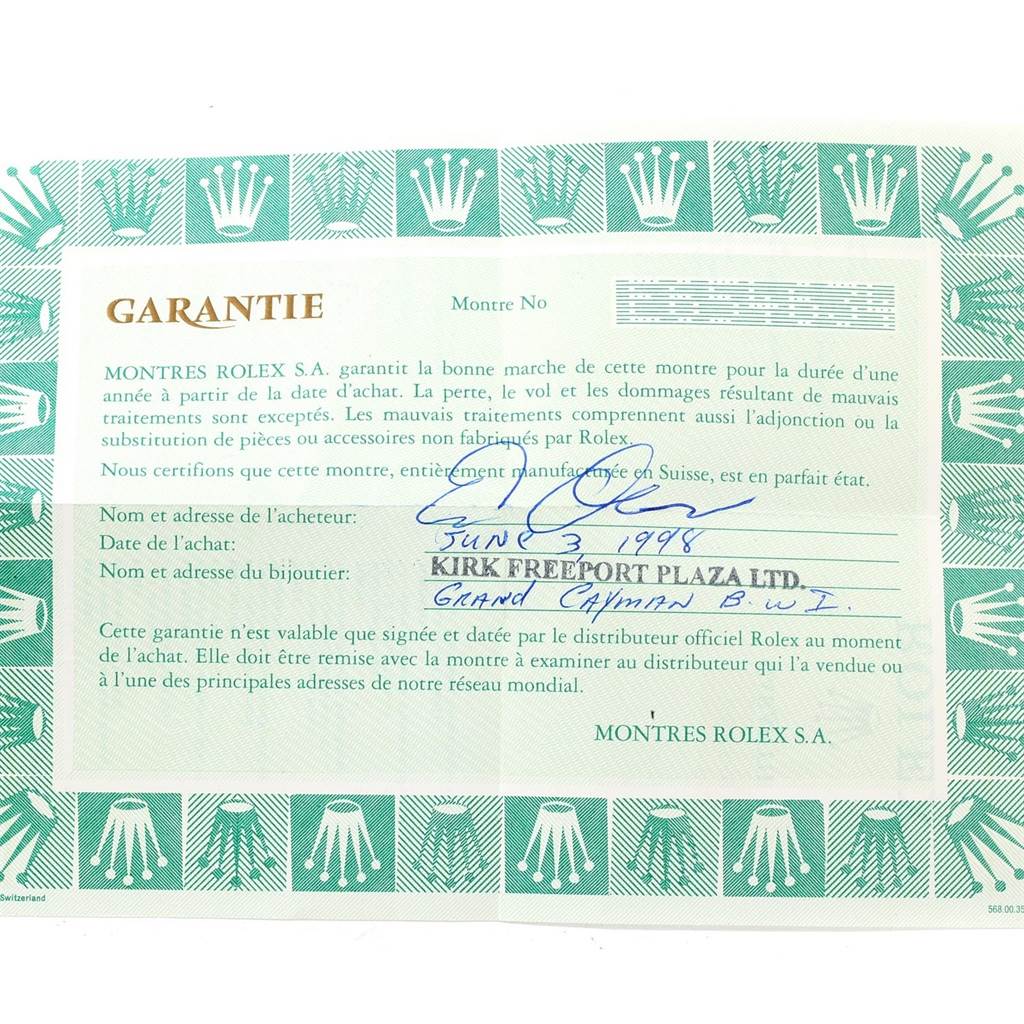 GARANTIE
Montre No
MONTRES ROLEX S.A. garantit la bonne marche de cette montre pour la durée d'une
année à partir de la date d'achat. La perte, le vol et les dommages résultant de mauvais
traitements sont exceptés. Les mauvais traitements comprennent aussi l'adjonction ou la
substitution de pièces ou accessoires non fabriqués par Rolex.
Nous certifions que cette montre, entièrement manufacturée en Suisse, est en parfait état.
Nom et adresse de l'acheteur:
Date de l'achat: JUNE 3, 1998
Nom et adresse du bijoutier: KIRK FREEPORT PLAZA LTD.
GRAND CAYMAN B.W I.
Cette garantie n'est valable que signée et datée par le distributeur officiel Rolex au moment
de l'achat. Elle doit être remise avec la montre à examiner au distributeur qui l'a vendue ou
à l'une des principales adresses de notre réseau mondial.
MONTRES ROLEX S.A.
Switzerland
568.00.35